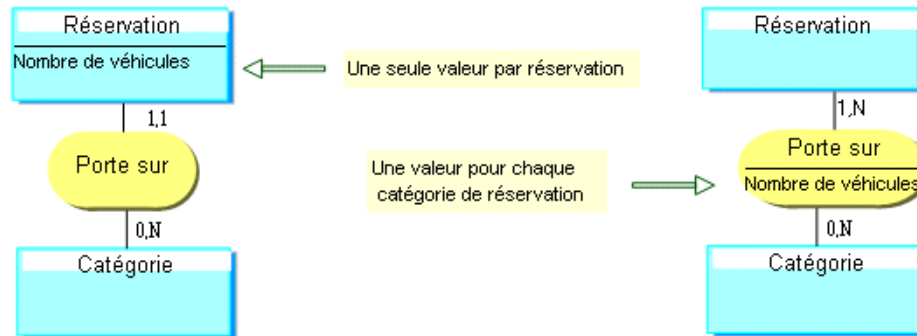 Réservation
Nombre de véhicules
1,1
Porte sur
0,N
Catégorie
Une seule valeur par réservation
Une valeur pour chaque
catégorie de réservation
Réservation
1,N
Porte sur
Nombre de véhicules
0,N
Catégorie